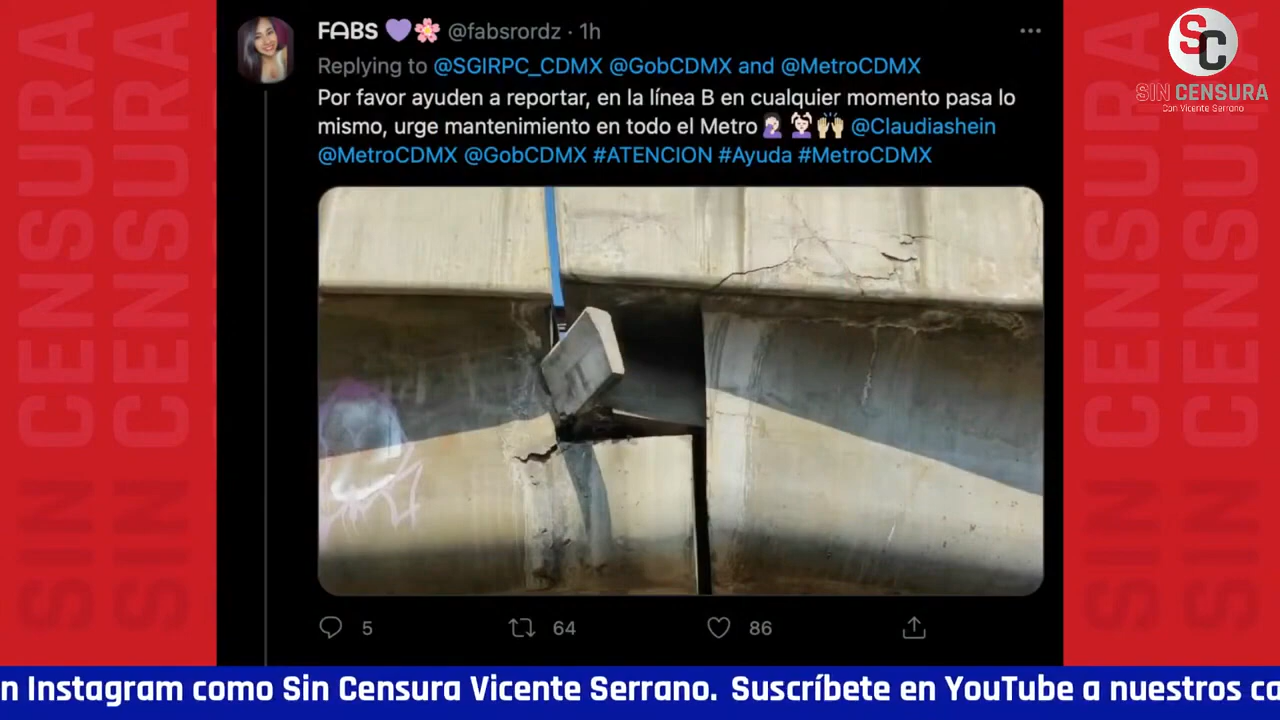 FABS 💜🌸 @fabsrordz · 1h
Replying to @SGIRPC_CDMX @GobCDMX and @MetroCDMX
Por favor ayuden a reportar, en la línea B en cualquier momento pasa lo
mismo, urge mantenimiento en todo el Metro🤦🏻‍♀️🙆🏻‍♀️🙌🏼 @Claudiashein
@MetroCDMX @GobCDMX #ATENCION #Ayuda #MetroCDMX
5 64 86
SC
SIN CENSURA
Con Vicente Serrano
SIN CENSURA
SIN CENSURA
SIN CENSURA
SIN CENSURA
n Instagram como Sin Censura Vicente Serrano. Suscríbete en YouTube a nuestros ca